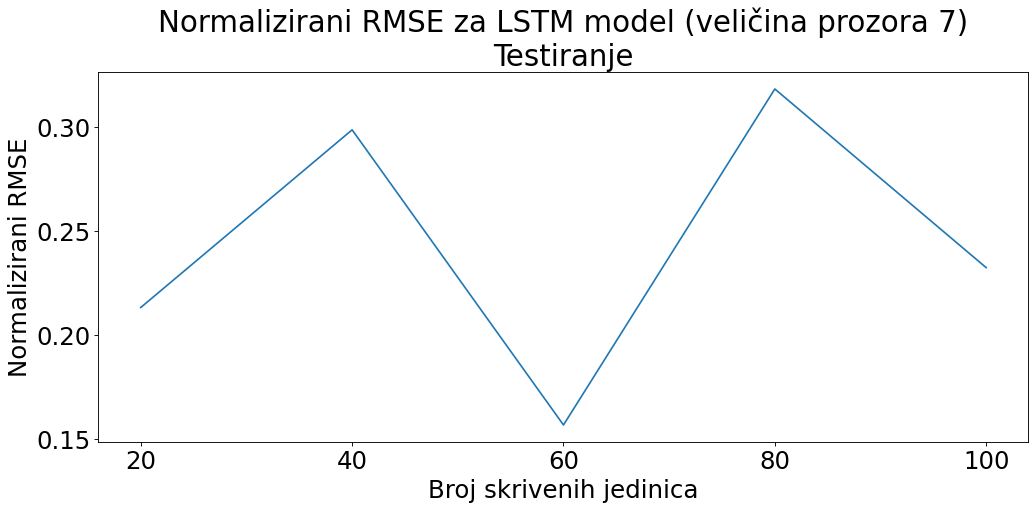 Normalizirani RMSE za LSTM model (veličina prozora 7)
Testiranje
Normalizirani RMSE
0.30
0.25
0.20
0.15
20 40 60 80 100
Broj skrivenih jedinica